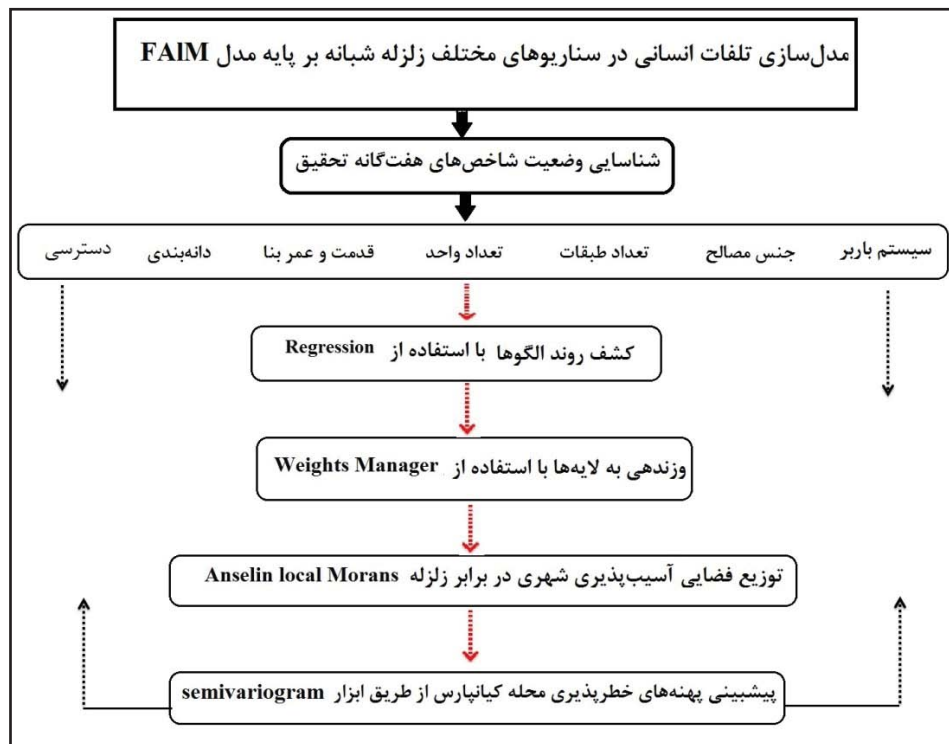 مدل‌سازی تلفات انسانی در سناریوهای مختلف زلزله شبانه بر پایه مدل FAlM
شناسایی وضعیت شاخص‌های هفت‌گانه تحقیق
سیستم باربر جنس مصالح تعداد طبقات تعداد واحد قدمت و عمر بنا دانه‌بندی دسترسی
کشف روند الگوها با استفاده از Regression
وزندهی به لایه‌ها با استفاده از Weights Manager
توزیع فضایی آسیب‌پذیری شهری در برابر زلزله Anselin local Morans
پیشبینی پهنه‌های خطرپذیری محله کیانپارس از طریق ابزار semivariogram